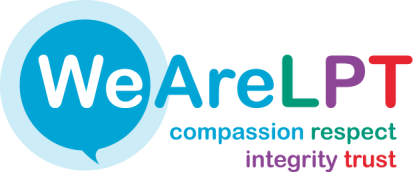 WeAreLPT
compassion respect
integrity trust